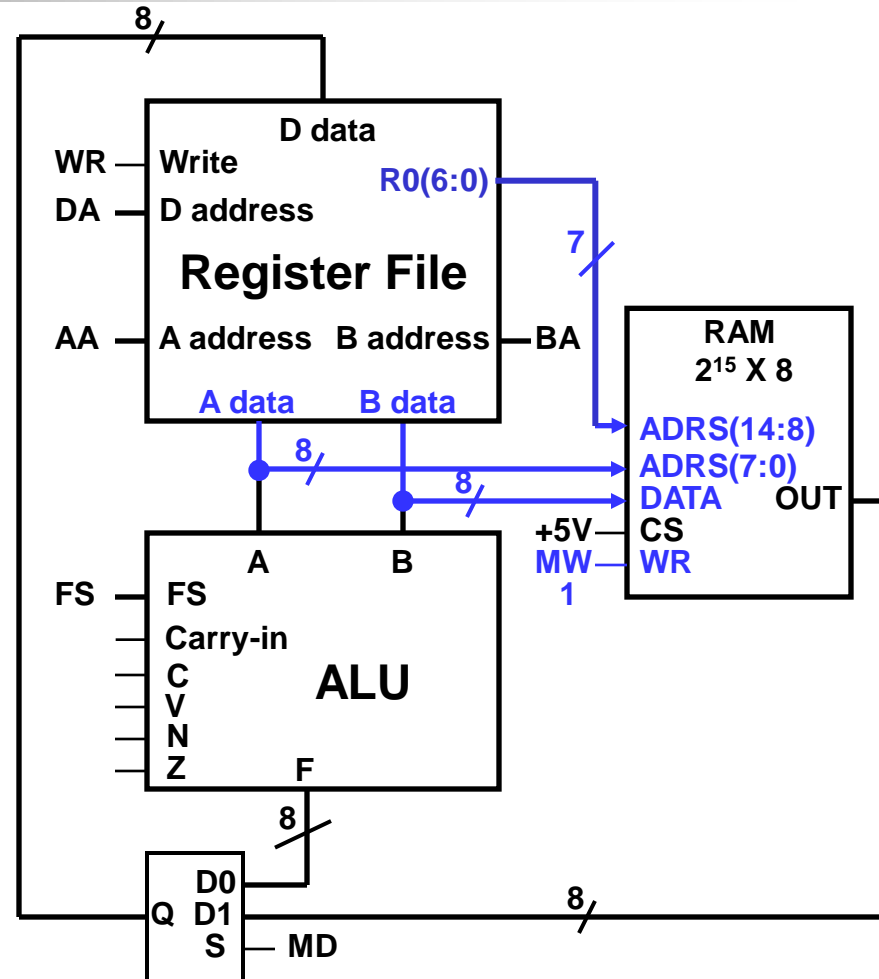 8
D data
WR Write
R0(6:0)
DA D address
7
Register File
AA A address B address BA
RAM
2¹⁵ X 8
A data B data
ADRS(14:8)
8
ADRS(7:0)
8
DATA OUT
+5V CS
MW WR
1
A B
FS FS
Carry-in
ALU
C
V
N
Z
F
8
D0
8
Q D1
S MD